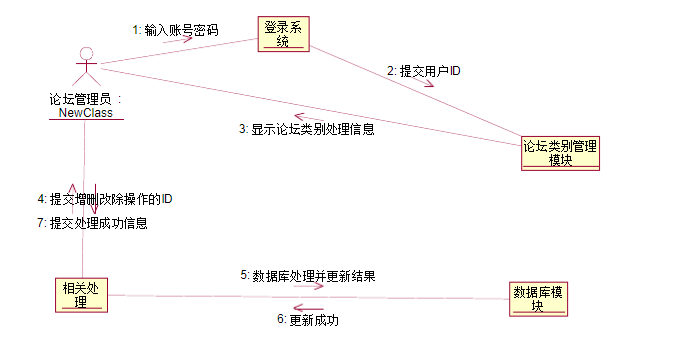 1: 输入账号密码
登录系
统
2: 提交用户ID
论坛管理员 :
NewClass
3: 显示论坛类别处理信息
论坛类别管理
模块
4: 提交增删改除操作的ID
7: 提交处理成功信息
5: 数据库处理并更新结果
相关处
理
数据库模
块
6: 更新成功